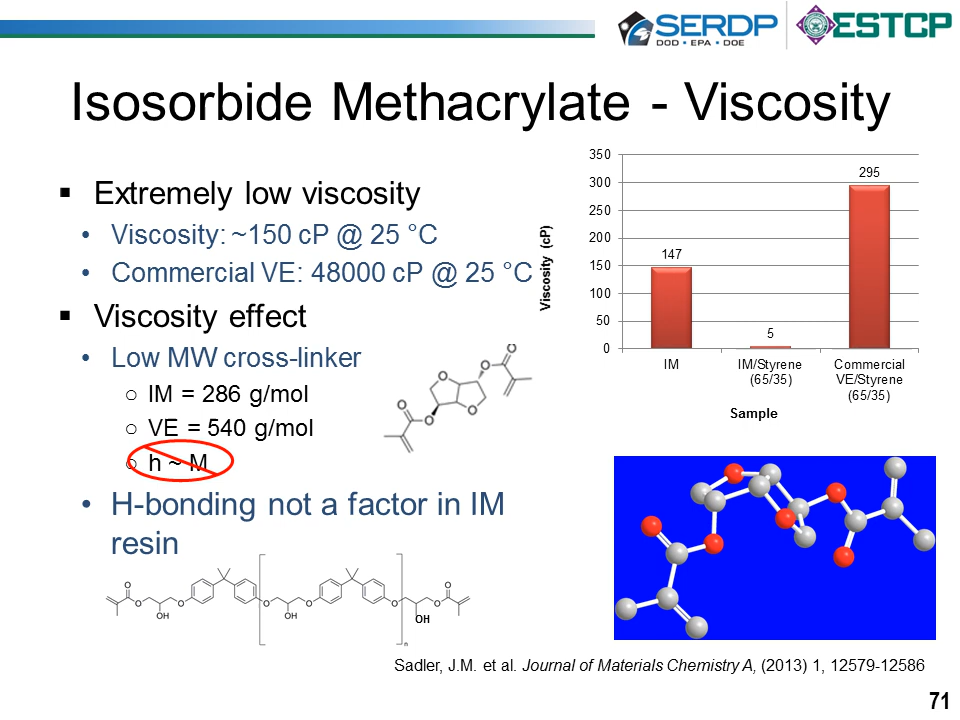 SERDP
DOD • EPA • DOE
ESTCP
Isosorbide Methacrylate - Viscosity
▪ Extremely low viscosity
• Viscosity: ~150 cP @ 25 °C
• Commercial VE: 48000 cP @ 25 °C
▪ Viscosity effect
• Low MW cross-linker
○ IM = 286 g/mol
○ VE = 540 g/mol
○ h ~ M
• H-bonding not a factor in IM
resin
350
300
250
200
150
100
50
0
Viscosity (cP)
147
5
295
IM
IM/Styrene
(65/35)
Commercial
VE/Styrene
(65/35)
Sample
O
O
O
O
O
O
O
O
OH
O
O
OH
O
O
OH
O
O
n
Sadler, J.M. et al. Journal of Materials Chemistry A, (2013) 1, 12579-12586
71